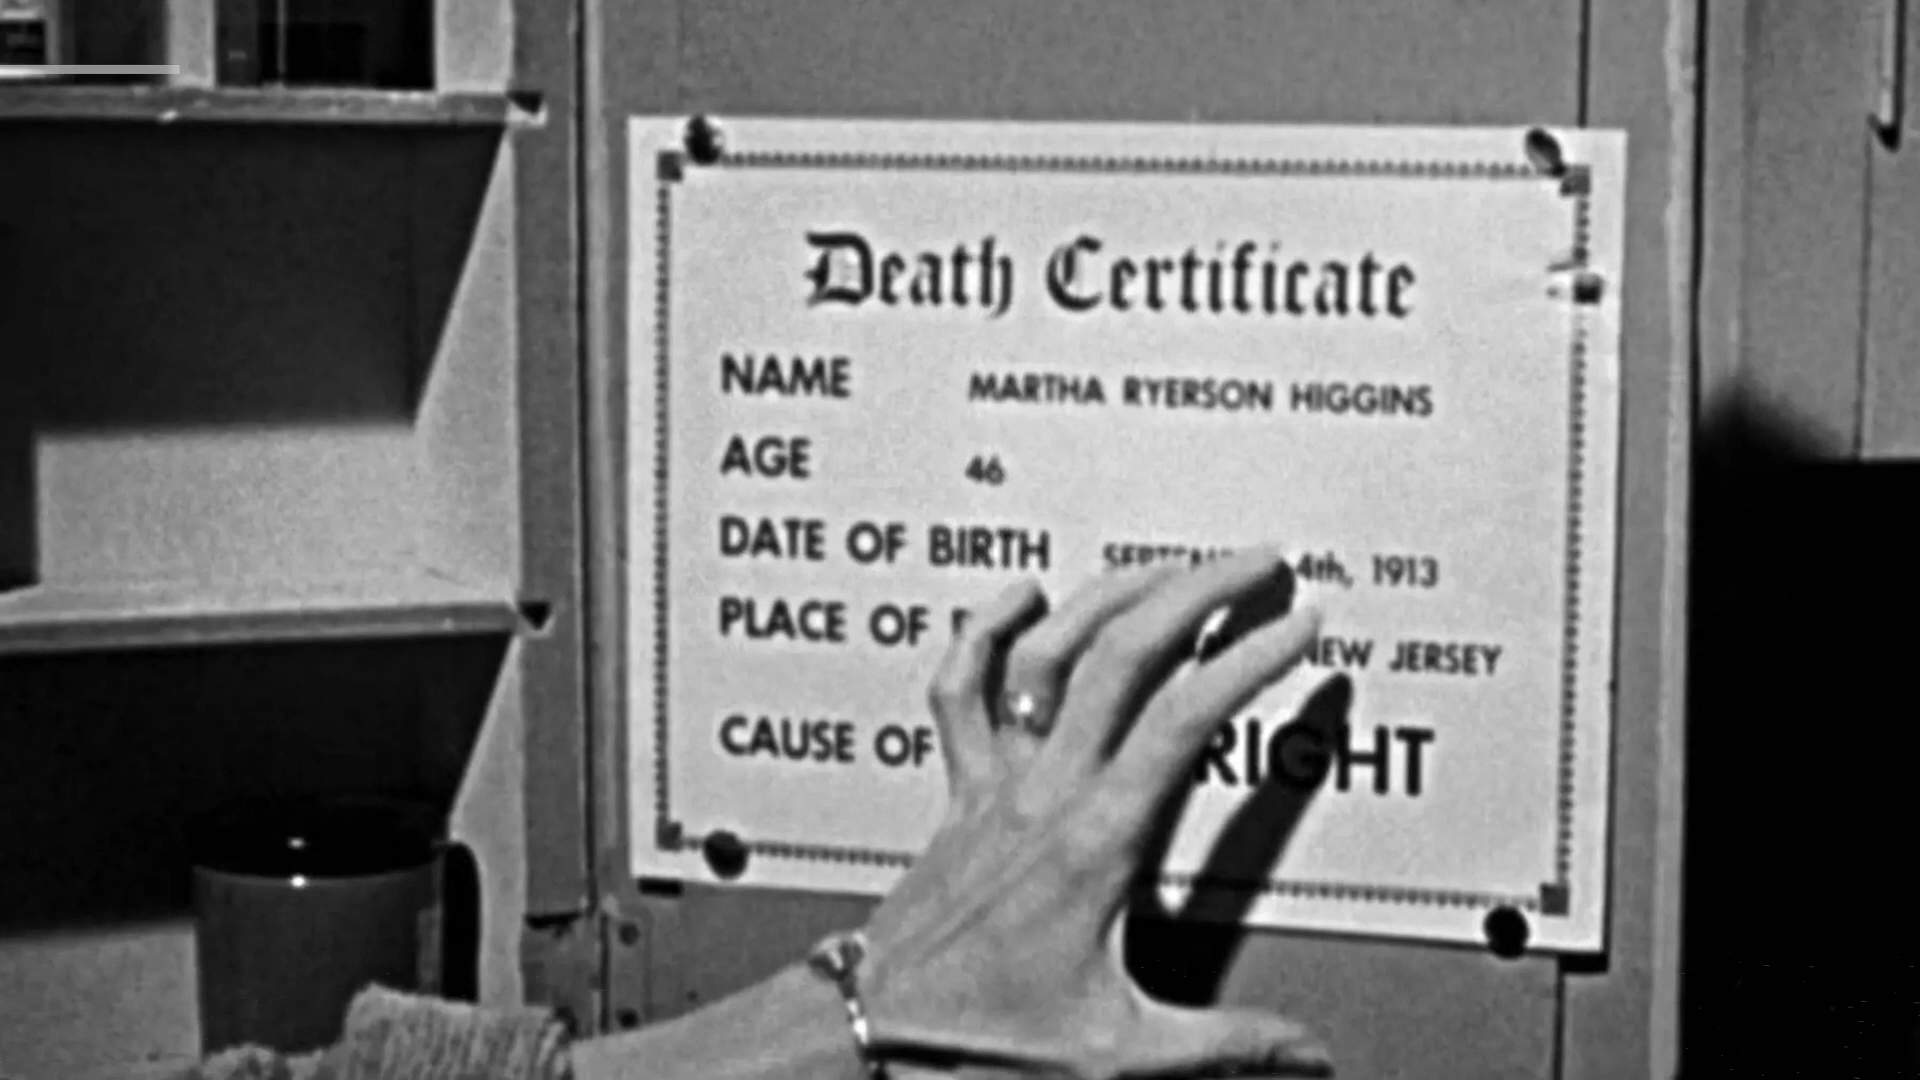 Death Certificate
NAME MARTHA RYERSON HIGGINS
AGE 46
DATE OF BIRTH 4th, 1913
PLACE OF NEW JERSEY
CAUSE OF RIGHT